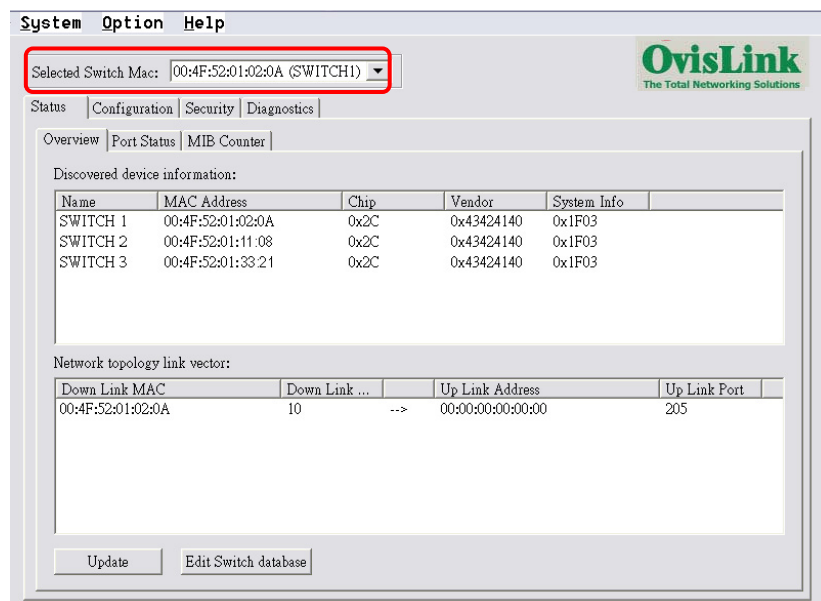 System Option Help
Selected Switch Mac: 00:4F:52:01:02:0A (SWITCH1)
OvisLink
The Total Networking Solutions
Status Configuration Security Diagnostics
Overview Port Status MIB Counter
Discovered device information:
Name MAC Address Chip Vendor System Info
SWITCH 1 00:4F:52:01:02:0A 0x2C 0x43424140 0x1F03
SWITCH 2 00:4F:52:01:11:08 0x2C 0x43424140 0x1F03
SWITCH 3 00:4F:52:01:33:21 0x2C 0x43424140 0x1F03
Network topology link vector:
Down Link MAC Down Link ... Up Link Address Up Link Port
00:4F:52:01:02:0A 10 --> 00:00:00:00:00:00 205
Update Edit Switch database